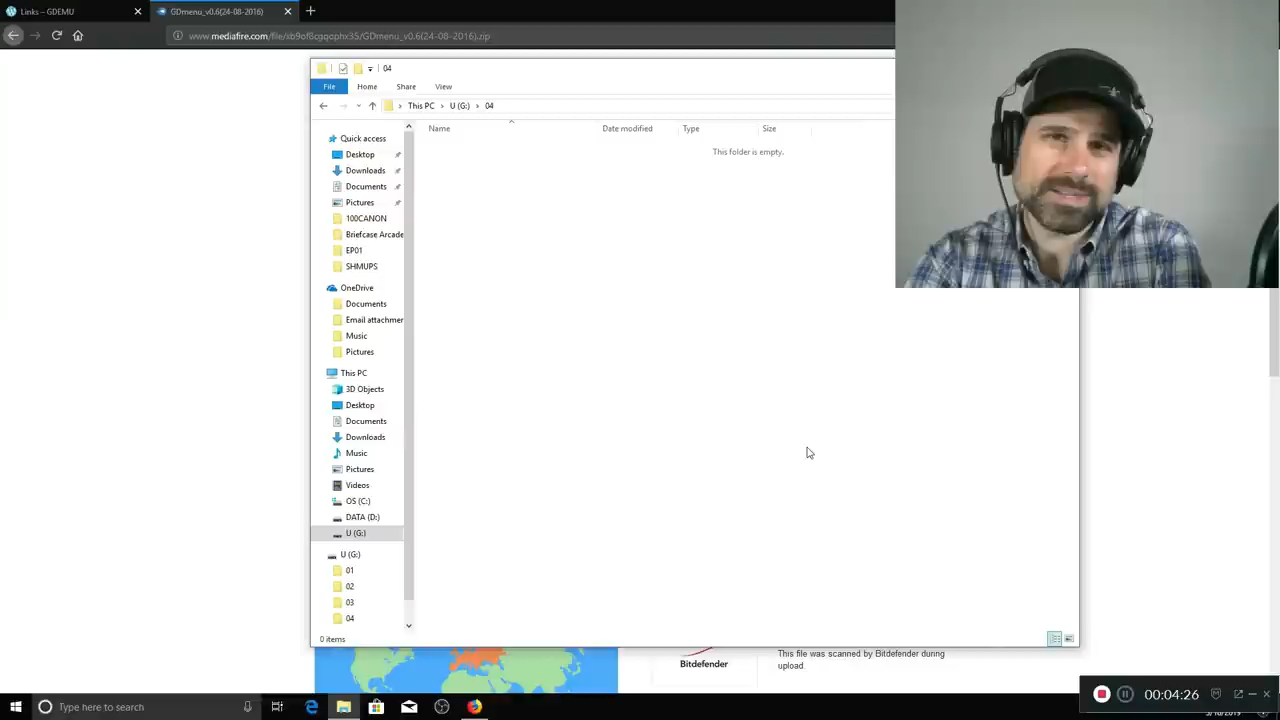 Links – GDEMU
GDmenu_v0.6(24-08-2016)
www.mediafire.com/file/xb9of8cgqcphx35/GDmenu_v0.6(24-08-2016).zip
04
File Home Share View
This PC > U (G:) > 04
Name Date modified Type Size
This folder is empty.
Quick access
Desktop
Downloads
Documents
Pictures
100CANON
Briefcase Arcade
EP01
SHMUPS
OneDrive
Documents
Email attachmer
Music
Pictures
This PC
3D Objects
Desktop
Documents
Downloads
Music
Pictures
Videos
OS (C:)
DATA (D:)
U (G:)
U (G:)
01
02
03
04
0 items
Bitdefender
This file was scanned by Bitdefender during
upload
Type here to search
00:04:26